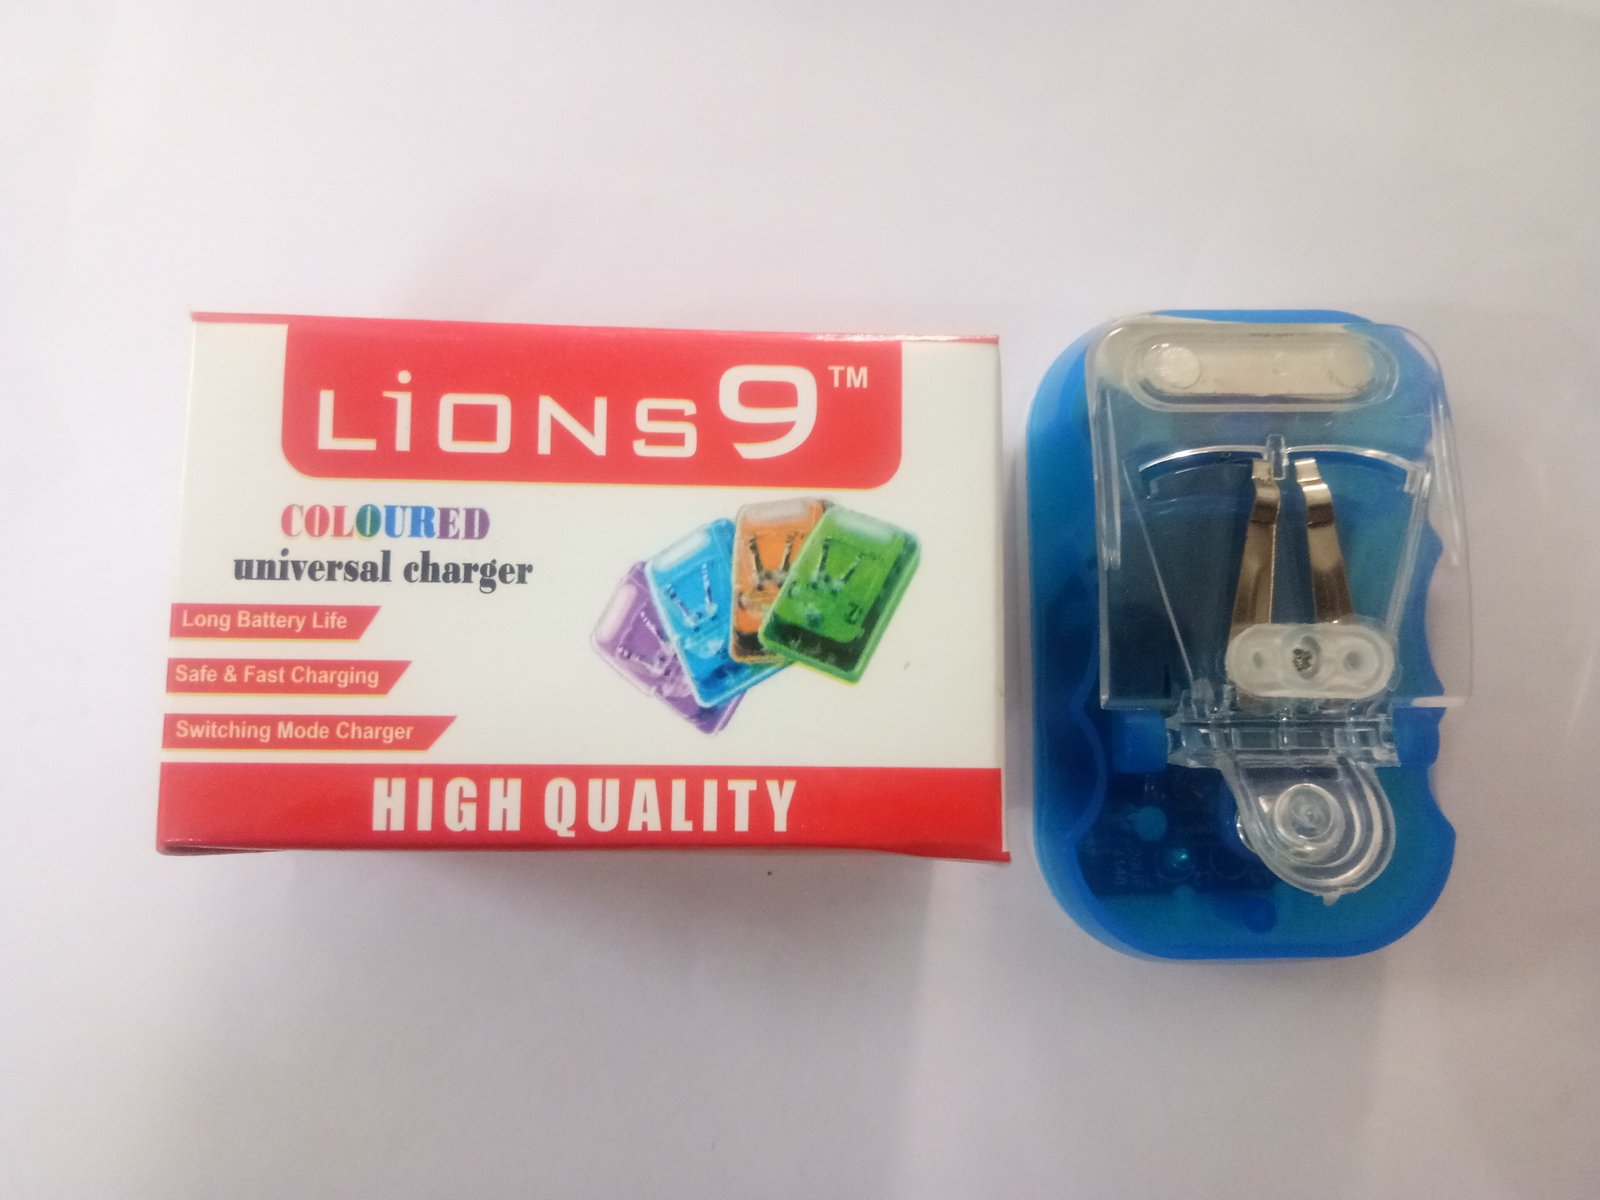 LiONS9™
COLOURED
universal charger
Long Battery Life
Safe & Fast Charging
Switching Mode Charger
HIGH QUALITY